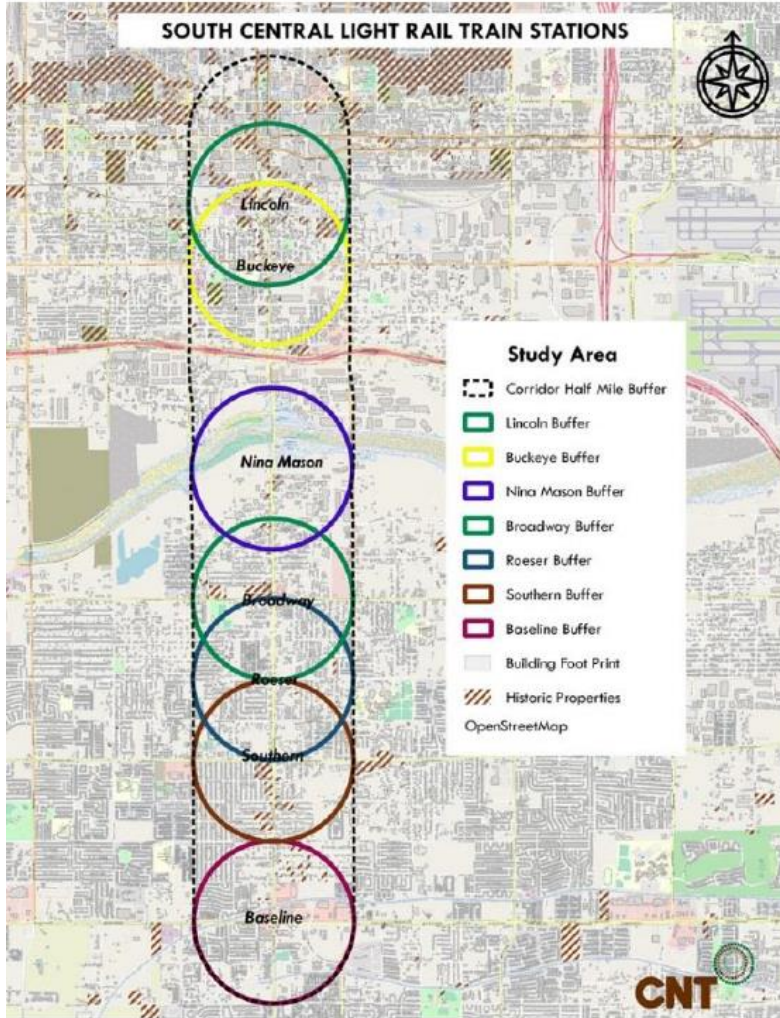 SOUTH CENTRAL LIGHT RAIL TRAIN STATIONS
Lincoln
Buckeye
Nina Mason
Broadway
Roeser
Southern
Baseline
Study Area
Corridor Half Mile Buffer
Lincoln Buffer
Buckeye Buffer
Nina Mason Buffer
Broadway Buffer
Roeser Buffer
Southern Buffer
Baseline Buffer
Building Foot Print
Historic Properties
OpenStreetMap
CNT